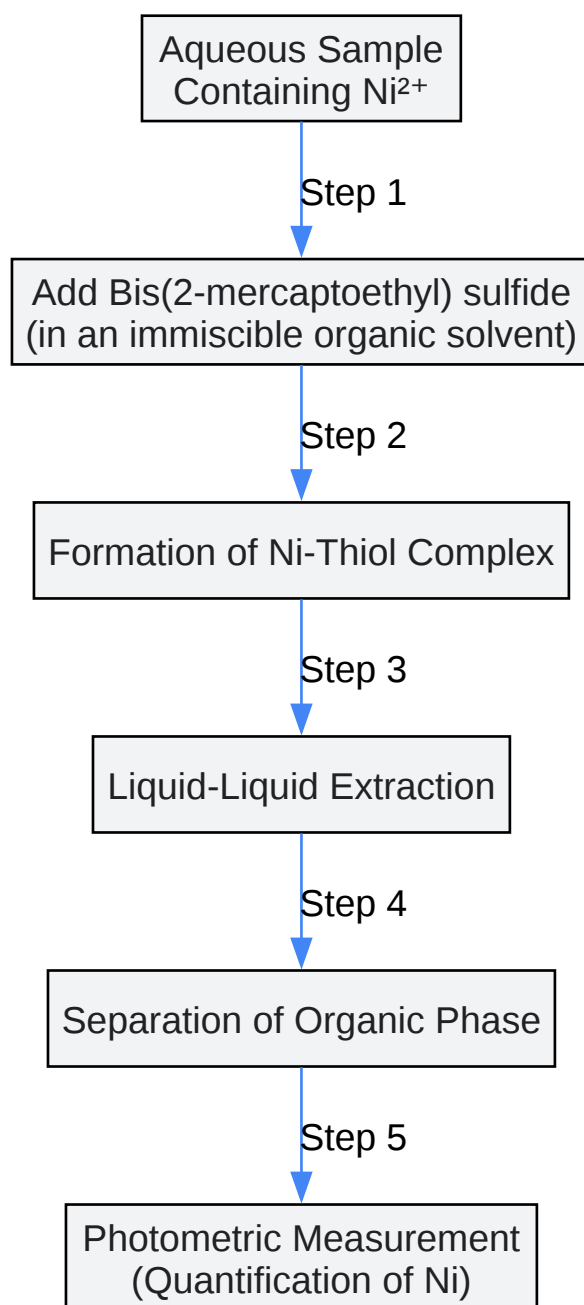 Aqueous Sample
Containing Ni²⁺
Step 1
Add Bis(2-mercaptoethyl) sulfide
(in an immiscible organic solvent)
Step 2
Formation of Ni-Thiol Complex
Step 3
Liquid-Liquid Extraction
Step 4
Separation of Organic Phase
Step 5
Photometric Measurement
(Quantification of Ni)